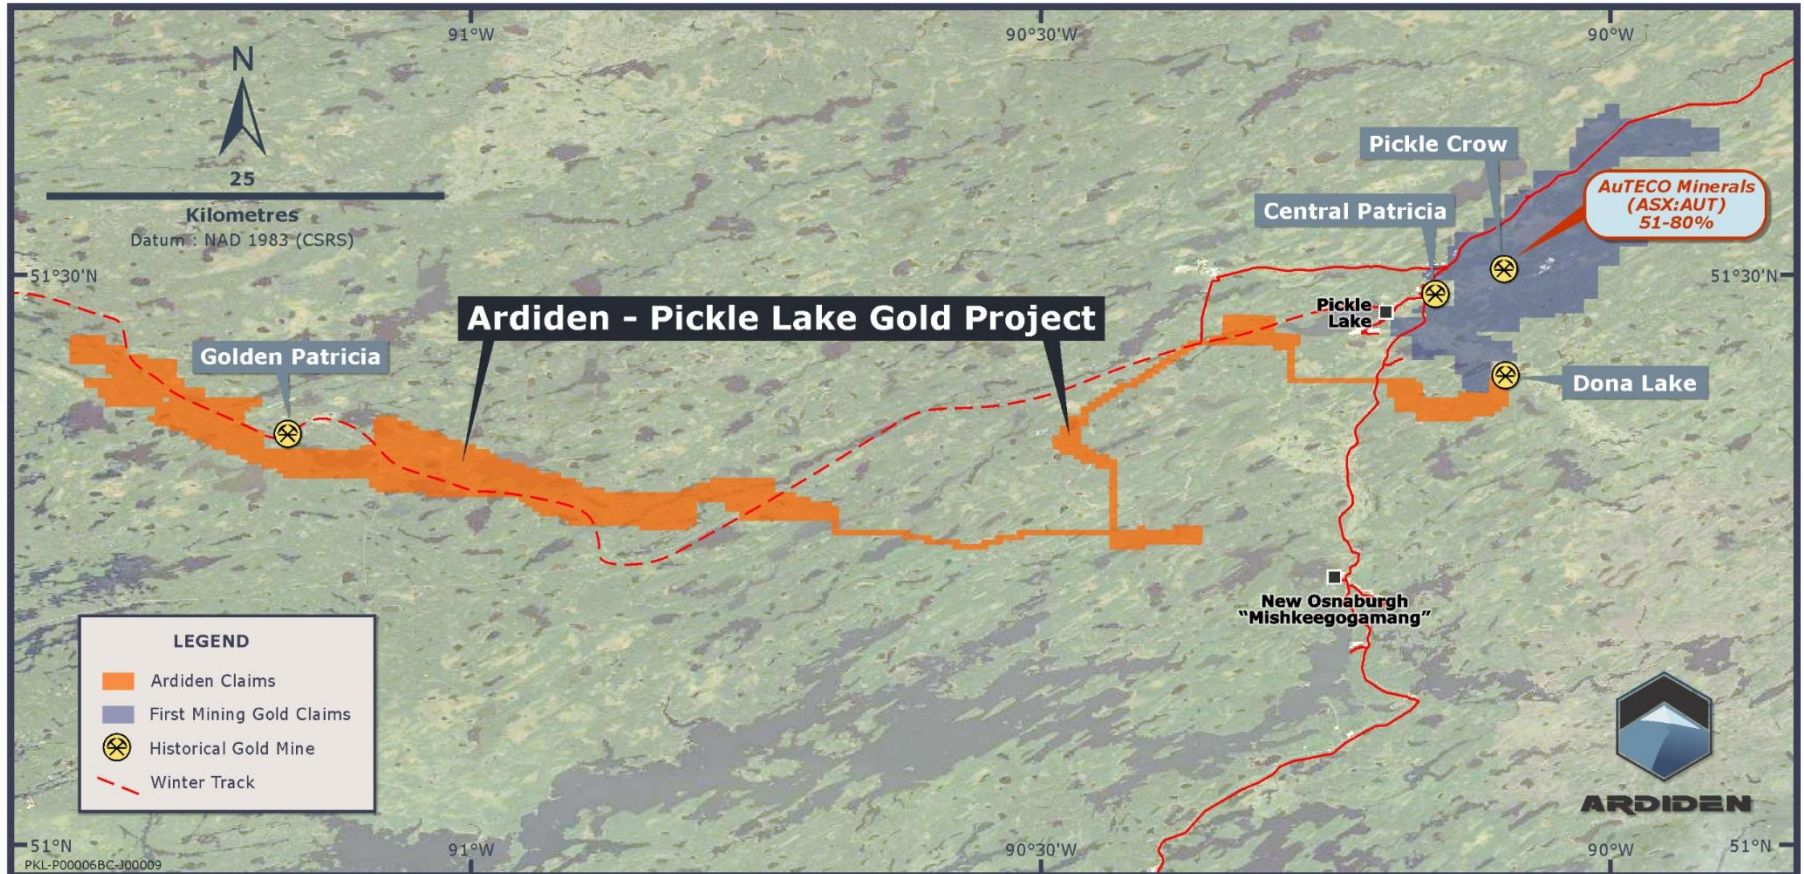 91°W
90°30'W
90°W
N
25
Kilometres
Datum : NAD 1983 (CSRS)
Pickle Crow
AuTECO Minerals
(ASX:AUT)
51-80%
Central Patricia
51°30'N
51°30'N
Pickle
Lake
Ardiden - Pickle Lake Gold Project
Golden Patricia
Dona Lake
New Osnaburgh
"Mishkeegogamang"
LEGEND
Ardiden Claims
First Mining Gold Claims
Historical Gold Mine
Winter Track
ARDIDEN
51°N
91°W
90°30'W
90°W
51°N
PKL-P00006BC-J00009